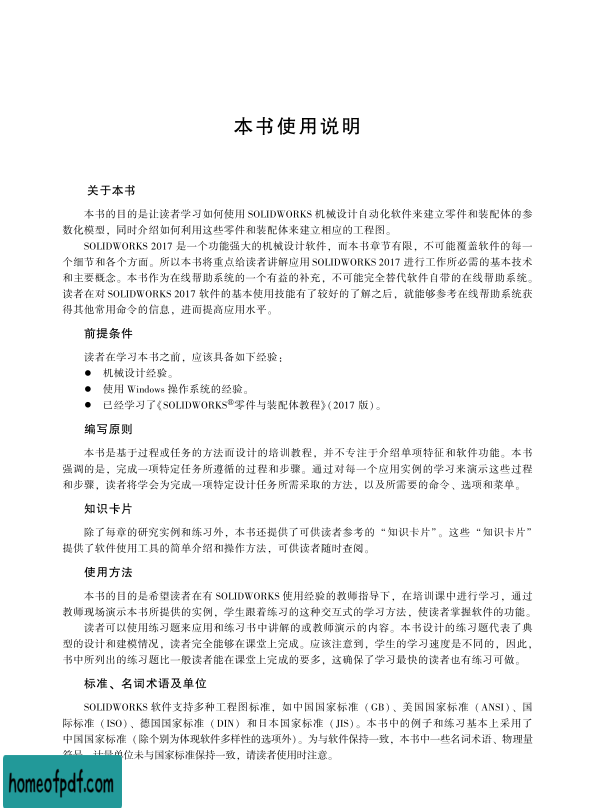 本书使用说明
关于本书
本书的目的是让读者学习如何使用 SOLIDWORKS 机械设计自动化软件来建立零件和装配体的参
数化模型，同时介绍如何利用这些零件和装配体来建立相应的工程图。
SOLIDWORKS 2017 是一个功能强大的机械设计软件，而本书章节有限，不可能覆盖软件的每一
个细节和各个方面。所以本书将重点给读者讲解应用 SOLIDWORKS 2017 进行工作所必需的基本技术
和主要概念。本书作为在线帮助系统的一个有益的补充，不可能完全替代软件自带的在线帮助系统。
读者在对 SOLIDWORKS 2017 软件的基本使用技能有了较好的了解之后，就能够参考在线帮助系统获
得其他常用命令的信息，进而提高应用水平。
前提条件
读者在学习本书之前，应该具备如下经验：
● 机械设计经验。
● 使用 Windows 操作系统的经验。
● 已经学习了《SOLIDWORKS®零件与装配体教程》（2017 版）。
编写原则
本书是基于过程或任务的方法而设计的培训教程，并不专注于介绍单项特征和软件功能。本书
强调的是，完成一项特定任务所遵循的过程和步骤。通过对每一个应用实例的学习来演示这些过程
和步骤，读者将学会为完成一项特定设计任务所需采取的方法，以及所需要的命令、选项和菜单。
知识卡片
除了每章的研究实例和练习外，本书还提供了可供读者参考的“知识卡片”。这些“知识卡片”
提供了软件使用工具的简单介绍和操作方法，可供读者随时查阅。
使用方法
本书的目的是希望读者在有 SOLIDWORKS 使用经验的教师指导下，在培训课中进行学习，通过
教师现场演示本书所提供的实例，学生跟着练习的这种交互式的学习方法，使读者掌握软件的功能。
读者可以使用练习题来应用和练习书中讲解的或教师演示的内容。本书设计的练习题代表了典
型的设计和建模情况，读者完全能够在课堂上完成。应该注意到，学生的学习速度是不同的，因此，
书中所列出的练习题比一般读者能在课堂上完成的要多，这确保了学习最快的读者也有练习可做。
标准、名词术语及单位
SOLIDWORKS 软件支持多种工程图标准，如中国国家标准（GB）、美国国家标准（ANSI）、国
际标准（ISO）、德国国家标准（DIN）和日本国家标准（JIS）。本书中的例子和练习基本上采用了
中国国家标准（除个别为体现软件多样性的选项外）。为与软件保持一致，本书中一些名词术语、物理量
符号、计量单位未与国家标准保持一致，请读者使用时注意。
homeofpdf.com